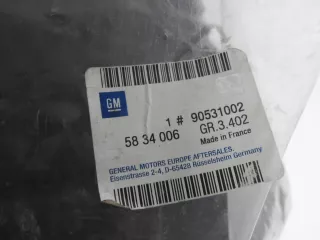 GM
1 # 90531002
58 34 006 GR.3.402
Made in France
GENERAL MOTORS EUROPE AFTERSALES.
Eisenstrasse 2-4, D-65428 Rüsselsheim Germany